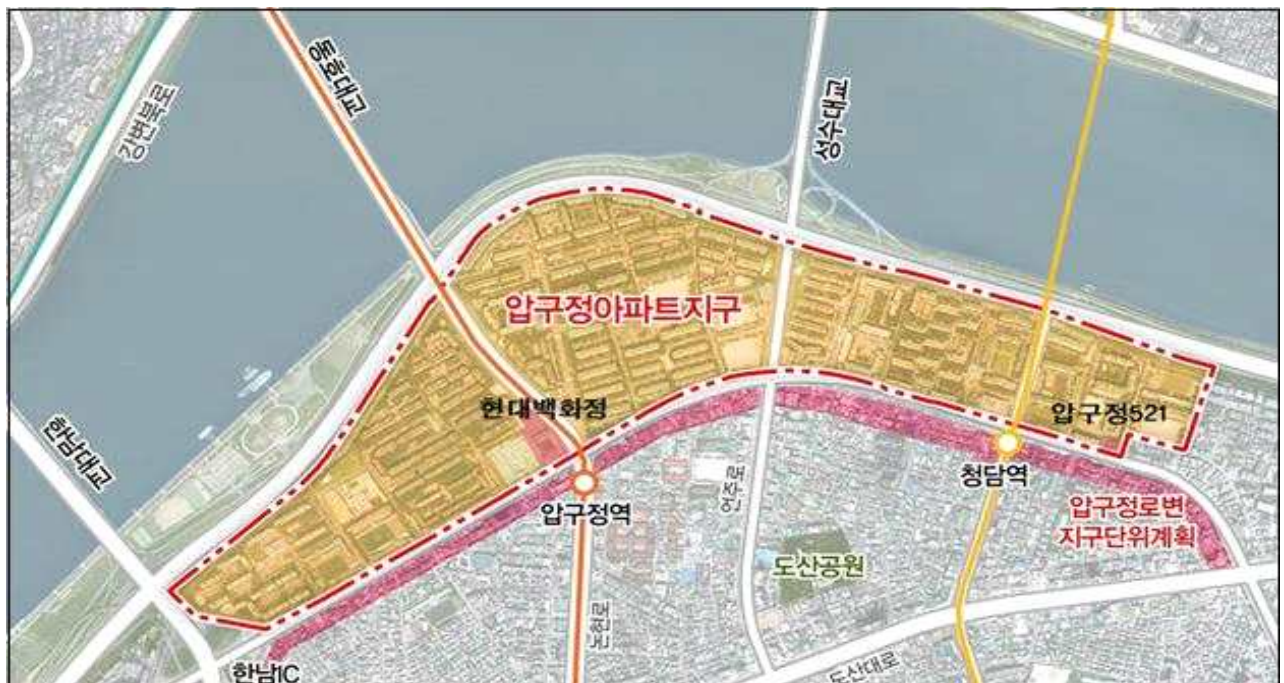 동호대교
강변북로
성수대교
압구정아파트지구
현대백화점
압구정521
한남대교
청담역
압구정역
언주로
압구정로변
지구단위계획
도산공원
논현로
한남IC
도산대로